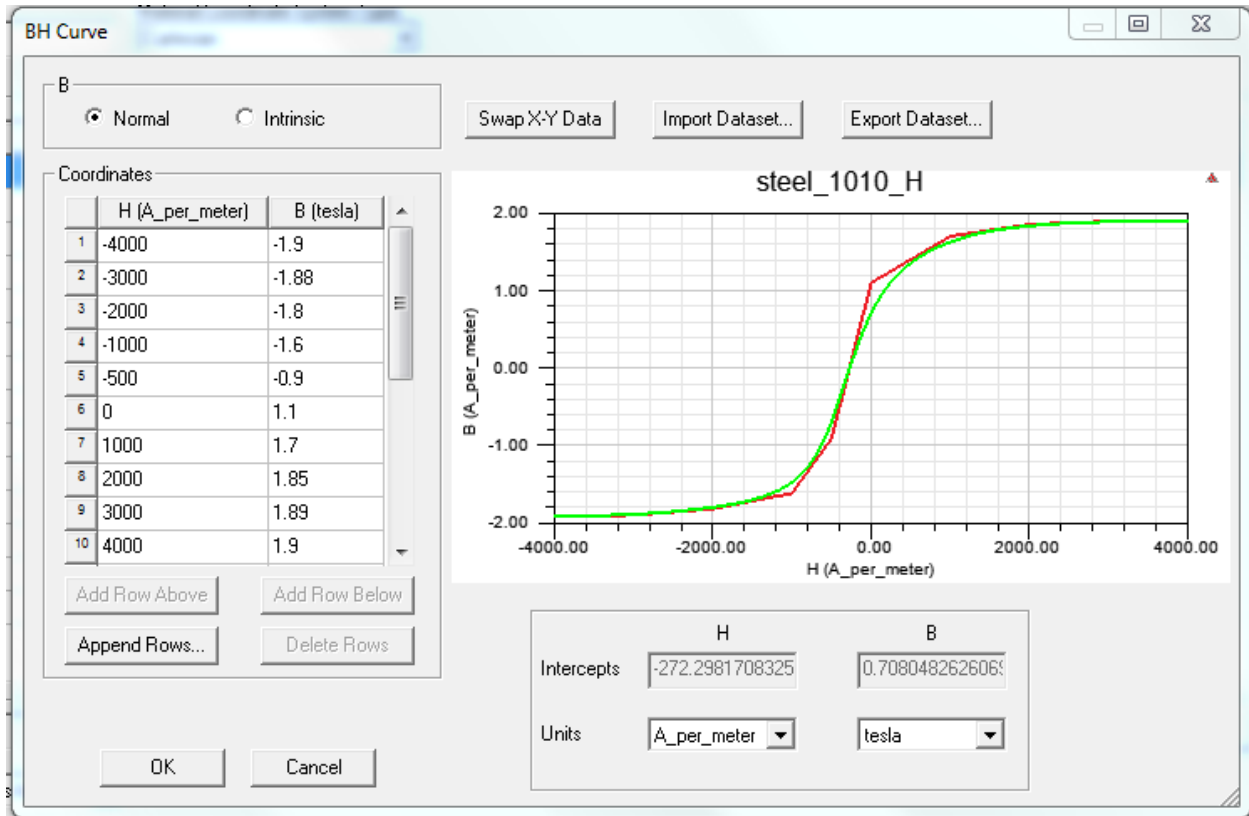 BH Curve
B
Normal Intrinsic
Swap X-Y Data Import Dataset... Export Dataset...
Coordinates
H (A_per_meter) B (tesla)
1 -4000 -1.9
2 -3000 -1.88
3 -2000 -1.8
4 -1000 -1.6
5 -500 -0.9
6 0 1.1
7 1000 1.7
8 2000 1.85
9 3000 1.89
10 4000 1.9
Add Row Above Add Row Below
Append Rows... Delete Rows
OK Cancel
steel_1010_H
B (A_per_meter)
2.00
1.00
0.00
-1.00
-2.00
-4000.00 -2000.00 0.00 2000.00 4000.00
H (A_per_meter)
H B
Intercepts -272.2981708325 0.708048262606
Units A_per_meter tesla